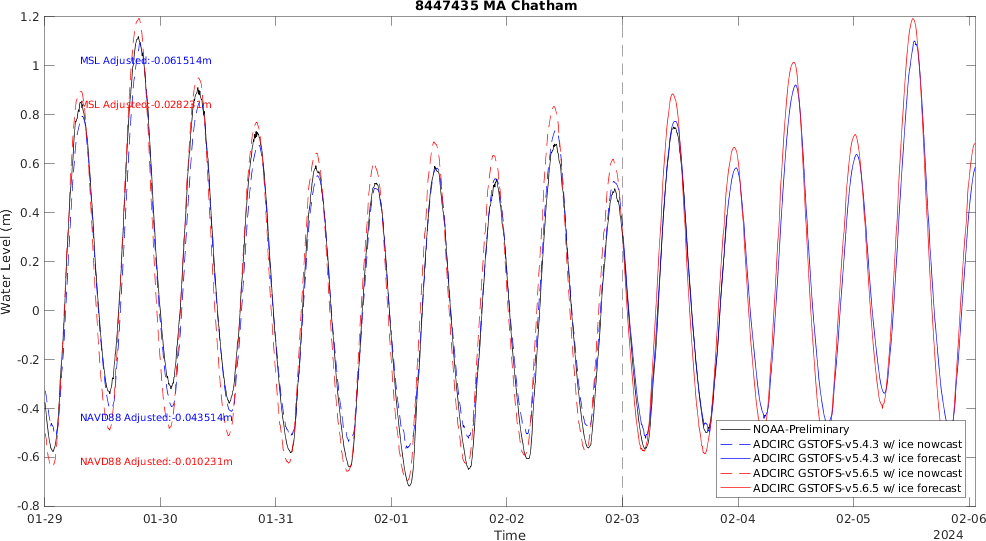 8447435 MA Chatham
1.2
1
0.8
0.6
0.4
0.2
0
-0.2
-0.4
-0.6
-0.8
Water Level (m)
MSL Adjusted:-0.061514m
MSL Adjusted:-0.028231m
NAVD88 Adjusted:-0.043514m
NAVD88 Adjusted:-0.010231m
NOAA-Preliminary
ADCIRC GSTOFS-v5.4.3 w/ ice nowcast
ADCIRC GSTOFS-v5.4.3 w/ ice forecast
ADCIRC GSTOFS-v5.6.5 w/ ice nowcast
ADCIRC GSTOFS-v5.6.5 w/ ice forecast
01-29 01-30 01-31 02-01 02-02 02-03 02-04 02-05 02-06
Time
2024